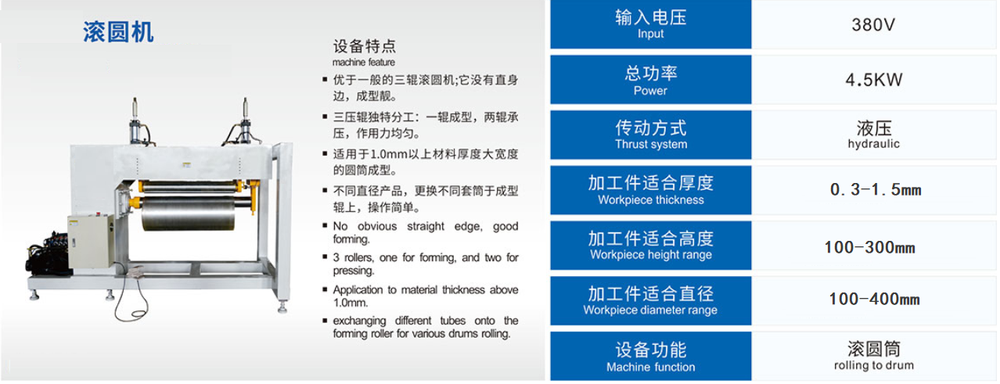 滚圆机
设备特点
machine feature
优于一般的三辊滚圆机;它没有直身
边，成型靓。
三压辊独特分工：一辊成型，两辊承
压，作用力均匀。
适用于1.0mm以上材料厚度大宽度
的圆筒成型。
不同直径产品，更换不同套筒于成型
辊上，操作简单。
No obvious straight edge, good
forming.
3 rollers, one for forming, and two for
pressing.
Application to material thickness above
1.0mm.
exchanging different tubes onto the
forming roller for various drums rolling.
输入电压
Input
380V
总功率
Power
4.5KW
传动方式
Thrust system
液压
hydraulic
加工件适合厚度
Workpiece thickness
0.3-1.5mm
加工件适合高度
Workpiece height range
100-300mm
加工件适合直径
Workpiece diameter range
100-400mm
设备功能
Machine function
滚圆筒
rolling to drum